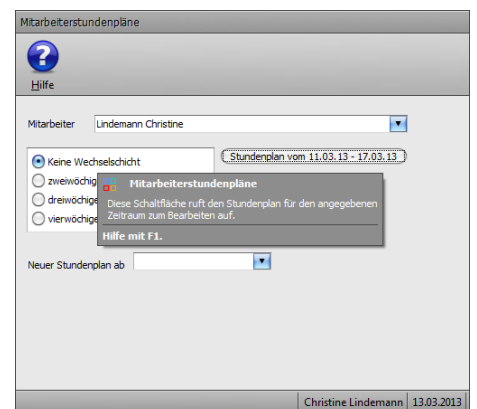 Mitarbeiterstundenpläne
Hilfe
Mitarbeiter Lindemann Christine
Keine Wechselschicht Stundenplan vom 11.03.13 - 17.03.13
zweiwöchig
Mitarbeiterstundenpläne
dreiwöchige
Diese Schaltfläche ruft den Stundenplan für den angegebenen
Zeitraum zum Bearbeiten auf.
vierwöchige
Hilfe mit F1.
Neuer Stundenplan ab
Christine Lindemann 13.03.2013